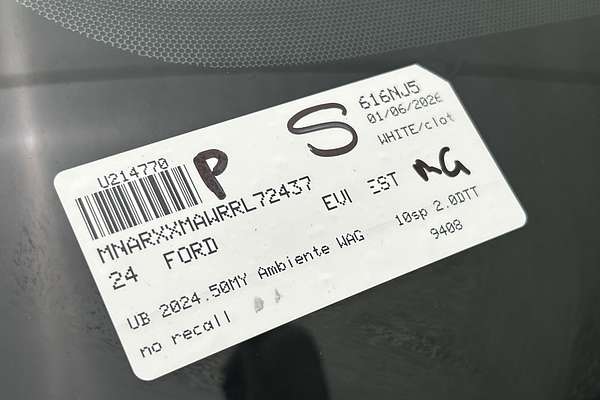 U214770
P
S
616NJ5
01/06/2026
WHITE/clot
MNARXXMAWRRL72437
EVI EST
MG
24 FORD
10sp 2.0DTT
UB 2024.50MY Ambiente WAG
9408
no recall